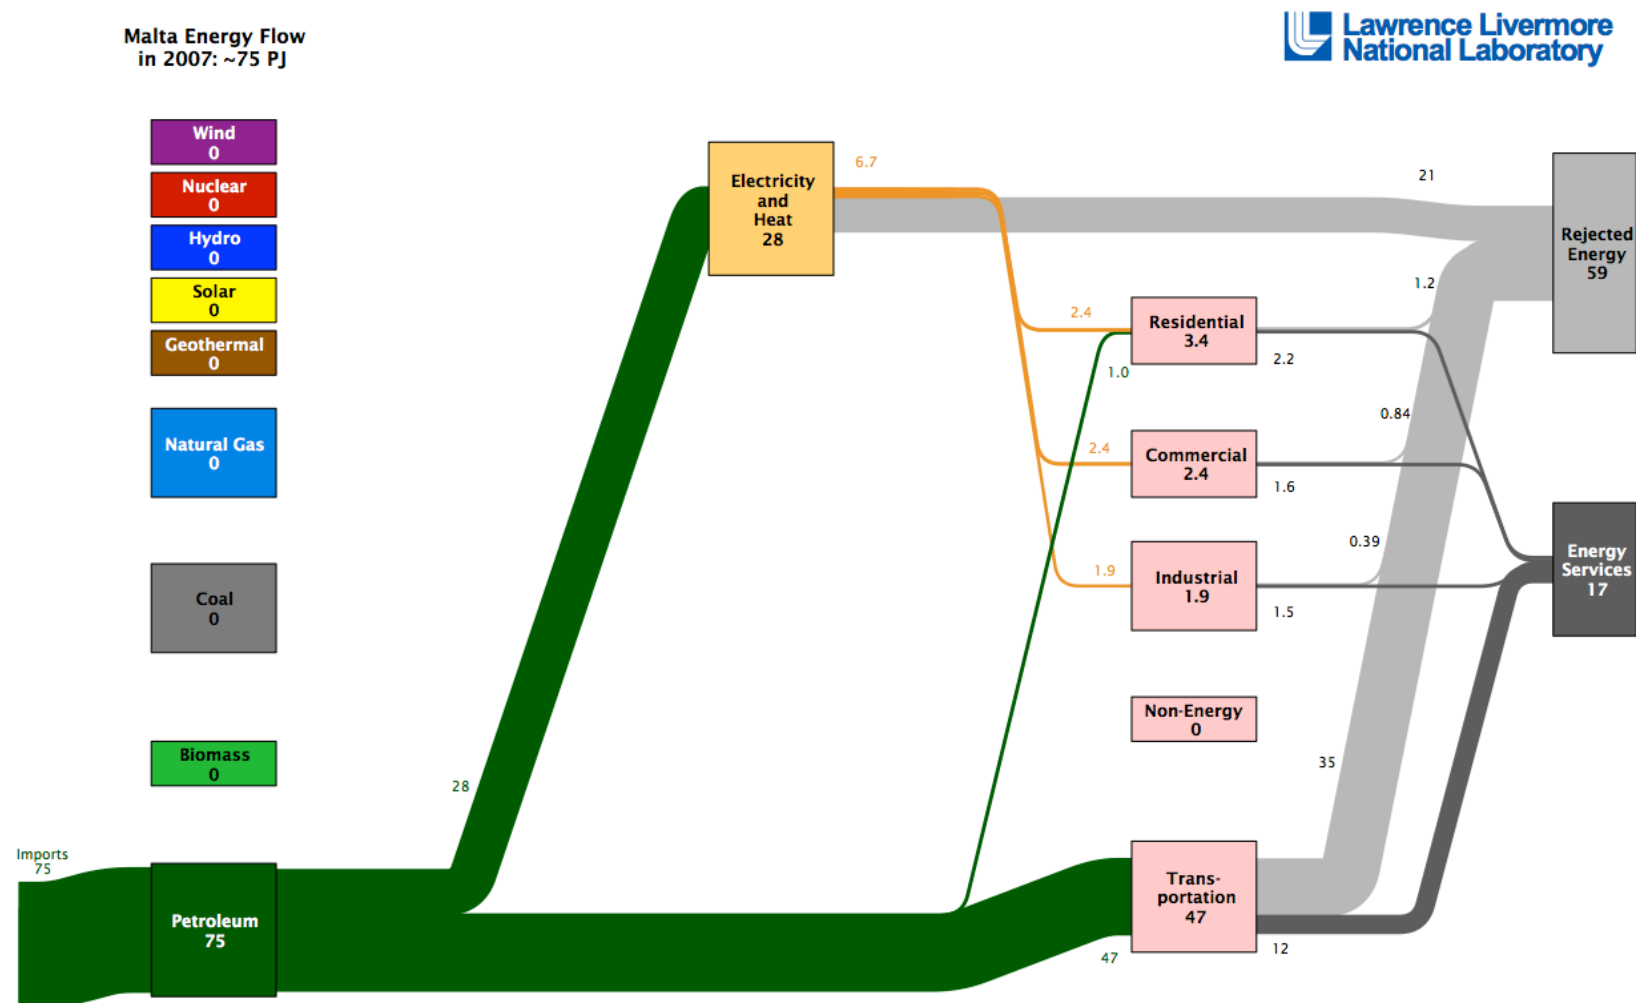 Malta Energy Flow
in 2007: ~75 PJ
Lawrence Livermore
National Laboratory
Wind
0
Nuclear
0
Hydro
0
Solar
0
Geothermal
0
Natural Gas
0
Coal
0
Biomass
0
Imports
75
Petroleum
75
28
Electricity
and
Heat
28
6.7
2.4
1.0
2.4
1.9
47
Residential
3.4
Commercial
2.4
Industrial
1.9
Non-Energy
0
Trans-
portation
47
21
1.2
2.2
0.84
1.6
0.39
1.5
35
12
Rejected
Energy
59
Energy
Services
17